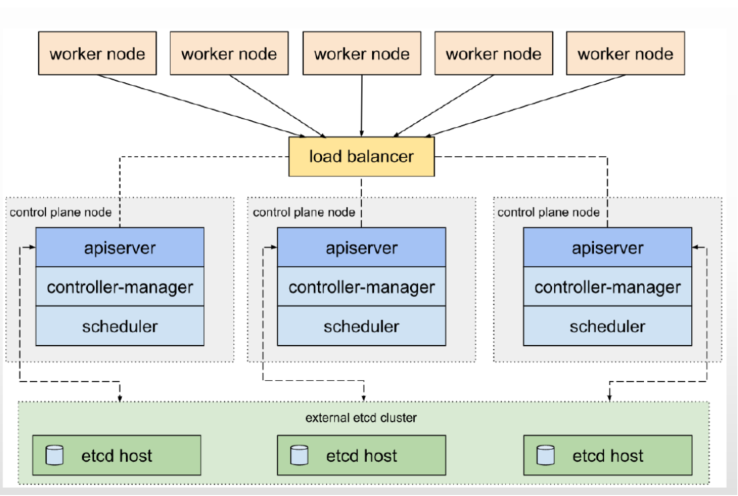 worker node
worker node
worker node
worker node
worker node
load balancer
control plane node
control plane node
control plane node
apiserver
apiserver
apiserver
controller-manager
controller-manager
controller-manager
scheduler
scheduler
scheduler
external etcd cluster
etcd host
etcd host
etcd host